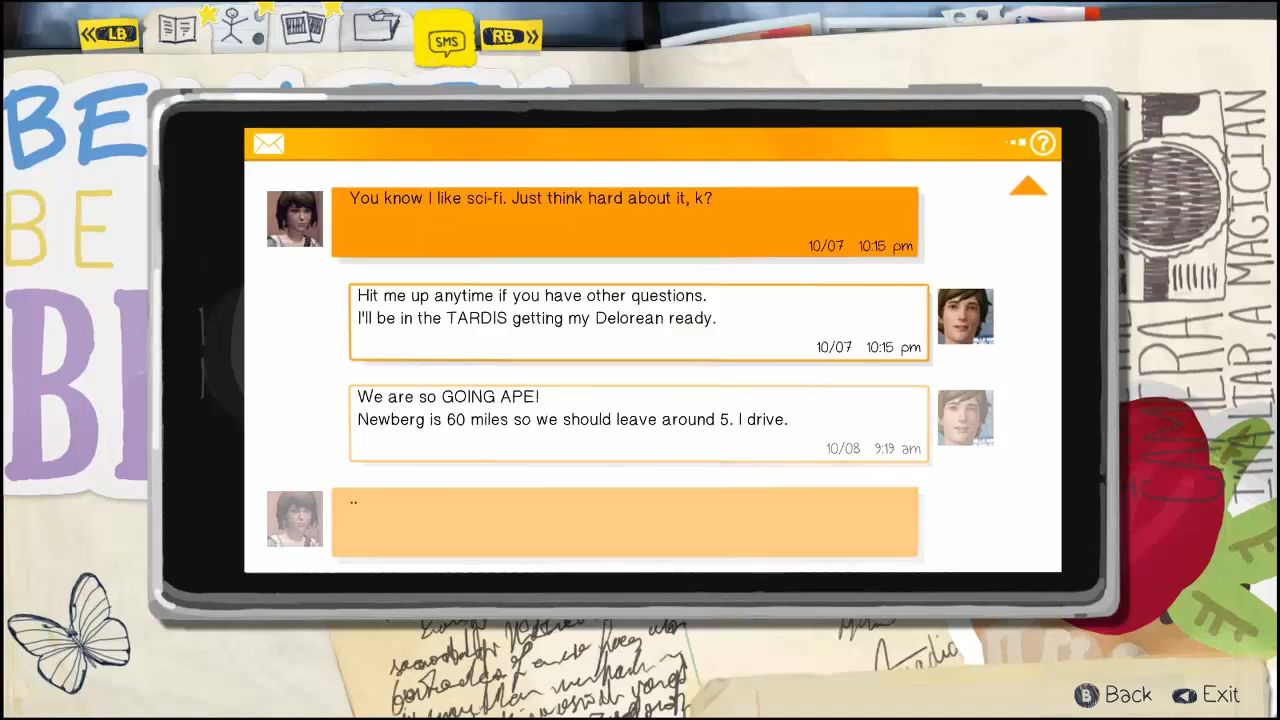 LB
SMS
RB
BE
BE
You know I like sci-fi. Just think hard about it, k?
10/07 10:15 pm
Hit me up anytime if you have other questions.
I'll be in the TARDIS getting my Delorean ready.
10/07 10:15 pm
We are so GOING APE!
Newberg is 60 miles so we should leave around 5. I drive.
10/08 9:19 am
..
?
CAMERA
A MAGICIAN
B Back
Exit